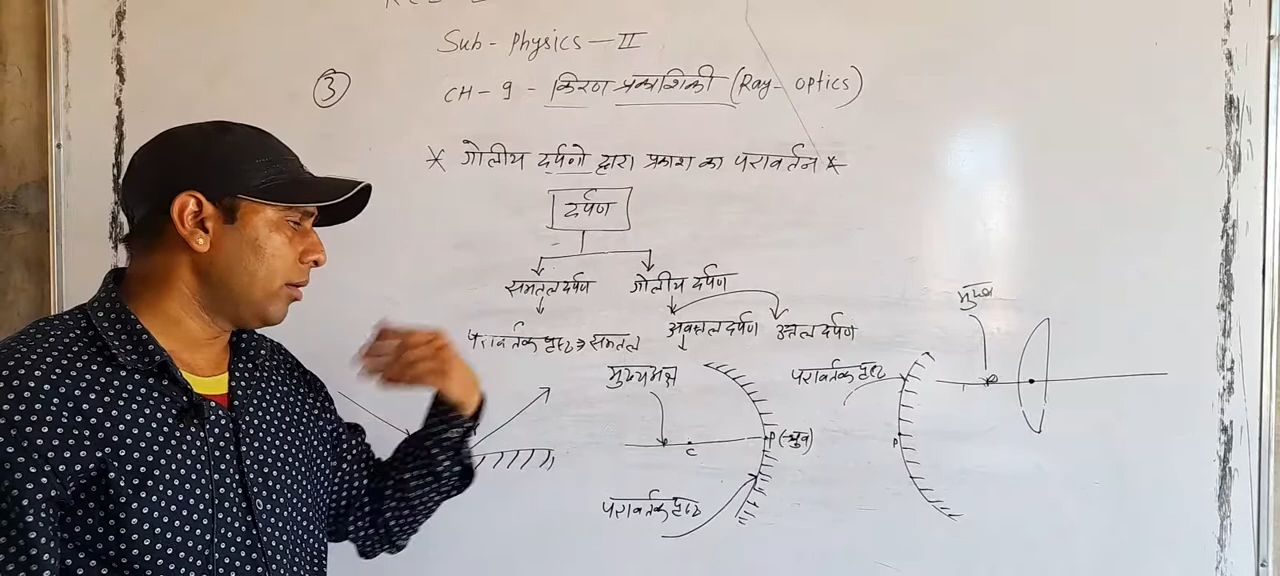 Sub - Physics - II
③
CH - 9 - किरण प्रकाशिकी (Ray - optics)
* गोलीय दर्पणो द्वारा प्रकाश का परावर्तन *
दर्पण
समतल दर्पण गोलीय दर्पण
परावर्तक पृष्ट → समतल
अवतल दर्पण उत्तल दर्पण
मुख्य
मुख्यअक्ष
परावर्तक पृष्ट
C
P (ध्रुव)
P
परावर्तक पृष्ट